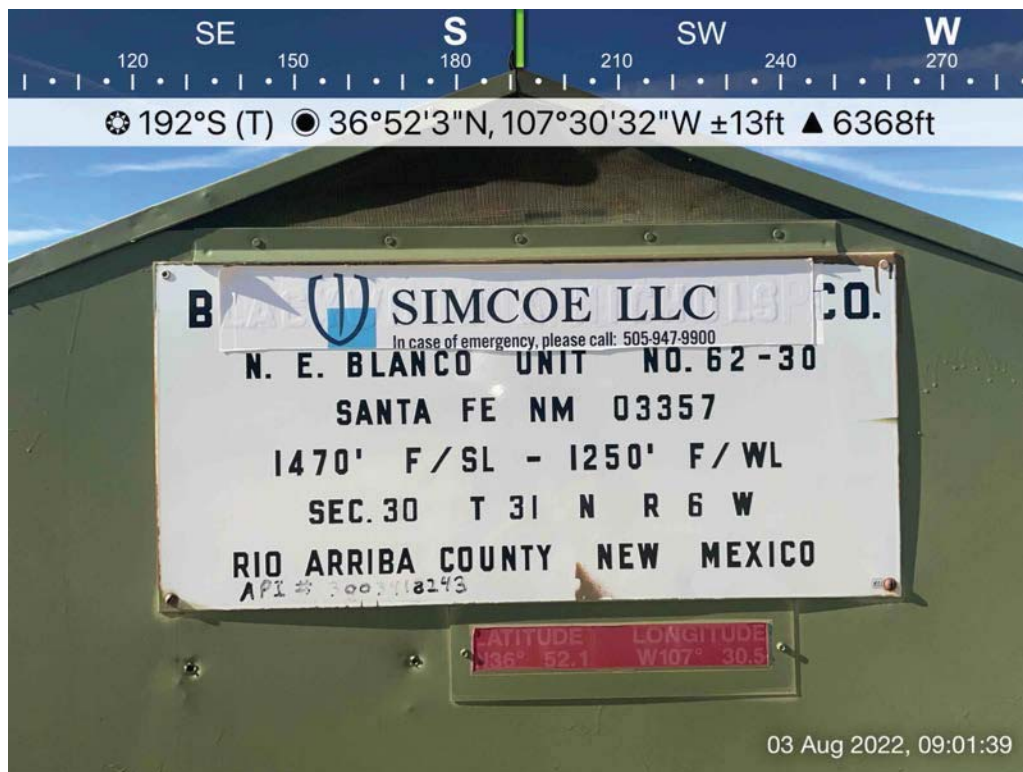 SE S SW W
120 150 180 210 240 270
192°S (T) 36°52'3"N, 107°30'32"W ±13ft ▲ 6368ft
B CO.
SIMCOE LLC
In case of emergency, please call: 505-947-9900
N. E. BLANCO UNIT NO. 62-30
SANTA FE NM 03357
1470' F/SL - 1250' F/WL
SEC. 30 T 31 N R 6 W
RIO ARRIBA COUNTY NEW MEXICO
API #
LATITUDE LONGITUDE
N36° 52.1 W107° 30.5
03 Aug 2022, 09:01:39